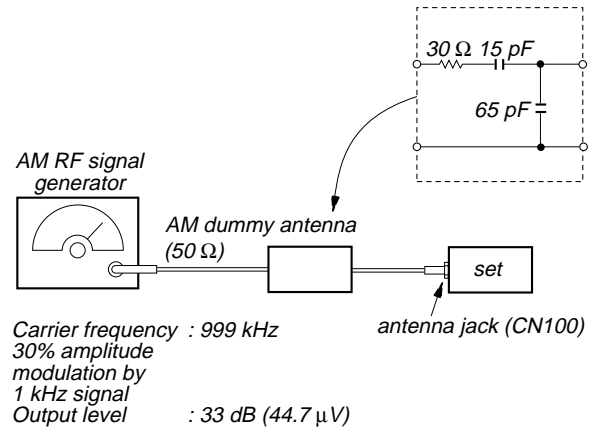 30 Ω 15 pF
65 pF
AM RF signal
generator
AM dummy antenna
(50 Ω)
set
antenna jack (CN100)
Carrier frequency : 999 kHz
30% amplitude
modulation by
1 kHz signal
Output level : 33 dB (44.7 µV)